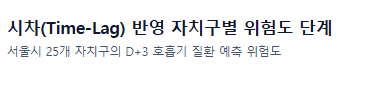 시차(Time-Lag) 반영 자치구별 위험도 단계
서울시 25개 자치구의 D+3 호흡기 질환 예측 위험도